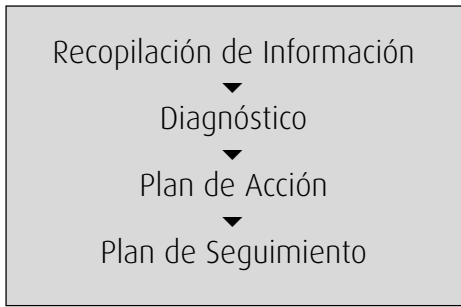 Recopilación de Información
Diagnóstico
Plan de Acción
Plan de Seguimiento